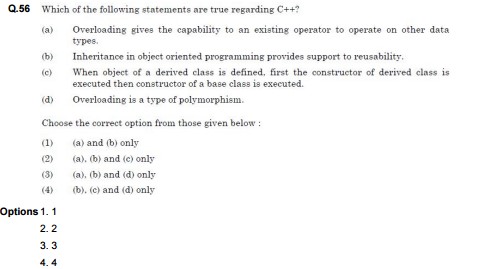 Q.56 Which of the following statements are true regarding C++?
(a) Overloading gives the capability to an existing operator to operate on other data
types.
(b) Inheritance in object oriented programming provides support to reusability.
(c) When object of a derived class is defined, first the constructor of derived class is
executed then constructor of a base class is executed.
(d) Overloading is a type of polymorphism.
Choose the correct option from those given below :
(1) (a) and (b) only
(2) (a), (b) and (c) only
(3) (a), (b) and (d) only
(4) (b), (c) and (d) only
Options 1. 1
2. 2
3. 3
4. 4